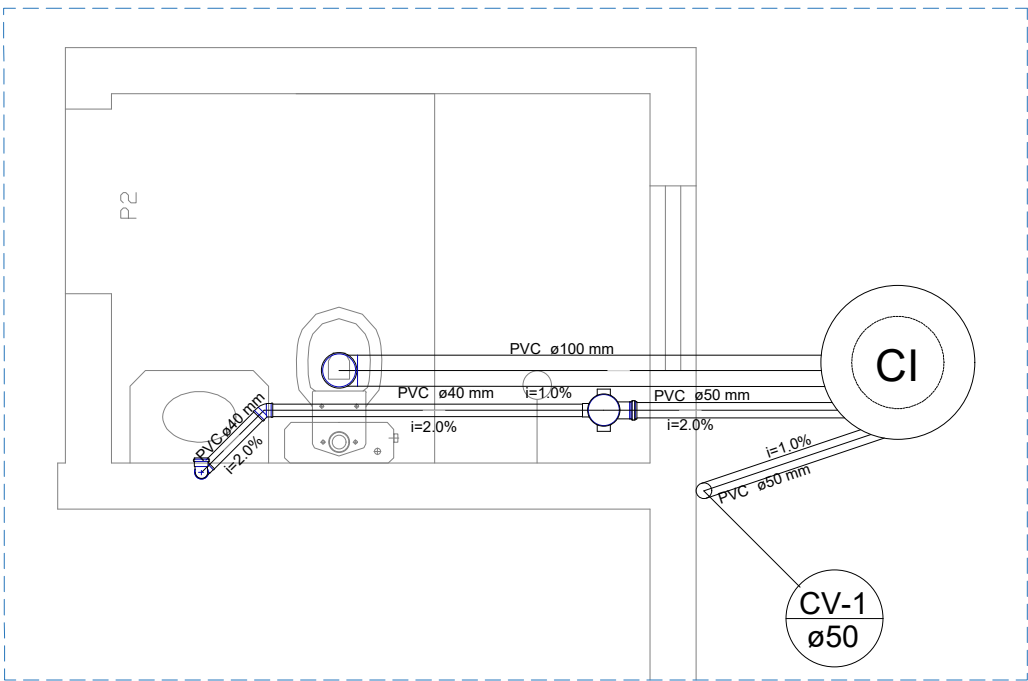 P2
PVC ø100 mm
CI
PVC ø40 mm
i=1.0%
PVC ø50 mm
i=2.0%
i=2.0%
PVC ø40 mm
i=2.0%
i=1.0%
PVC ø50 mm
CV-1
ø50